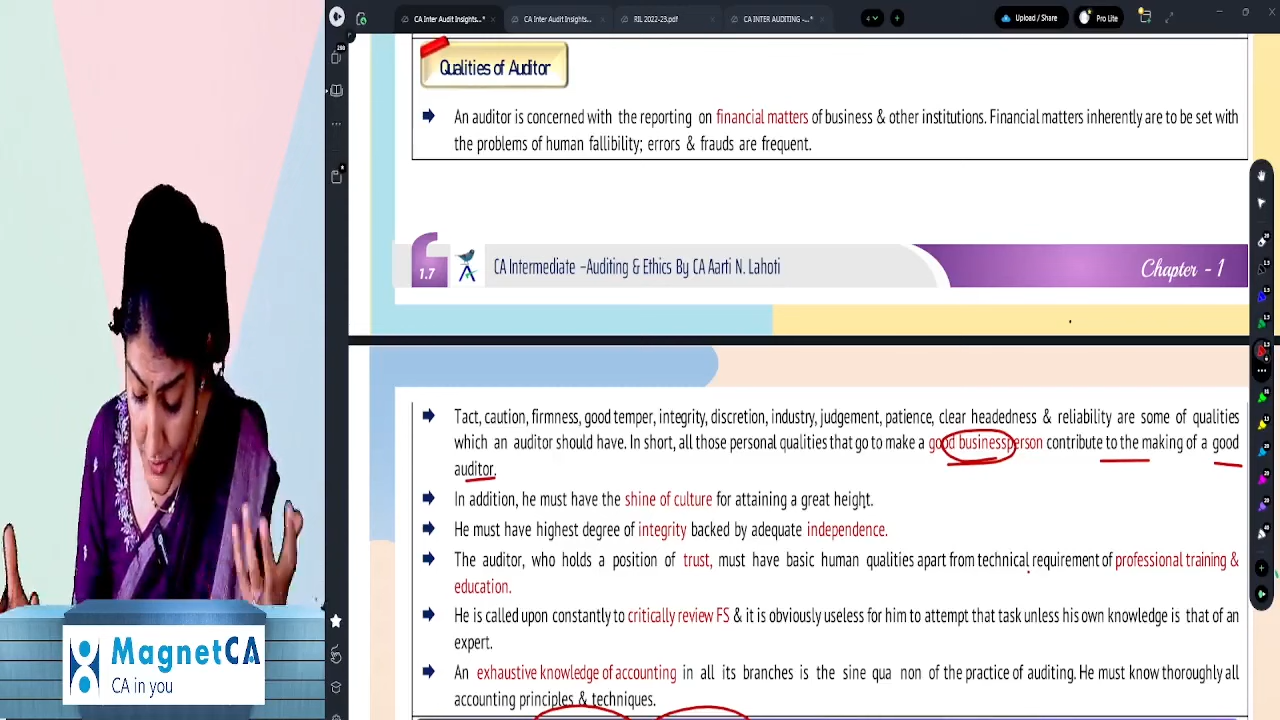 CA Inter Audit Insights...*
CA Inter Audit Insights...
RIL 2022-23.pdf
CA INTER AUDITING -...*
4
Upload / Share
Pro Lite
Qualities of Auditor
An auditor is concerned with the reporting on financial matters of business & other institutions. Financial matters inherently are to be set with
the problems of human fallibility; errors & frauds are frequent.
1.7
CA Intermediate –Auditing & Ethics By CA Aarti N. Lahoti
Chapter - 1
Tact, caution, firmness, good temper, integrity, discretion, industry, judgement, patience, clear headedness & reliability are some of qualities
which an auditor should have. In short, all those personal qualities that go to make a good businessperson contribute to the making of a good
auditor.
In addition, he must have the shine of culture for attaining a great height.
He must have highest degree of integrity backed by adequate independence.
The auditor, who holds a position of trust, must have basic human qualities apart from technical requirement of professional training &
education.
He is called upon constantly to critically review FS & it is obviously useless for him to attempt that task unless his own knowledge is that of an
expert.
An exhaustive knowledge of accounting in all its branches is the sine qua non of the practice of auditing. He must know thoroughly all
accounting principles & techniques.
MagnetCA
CA in you